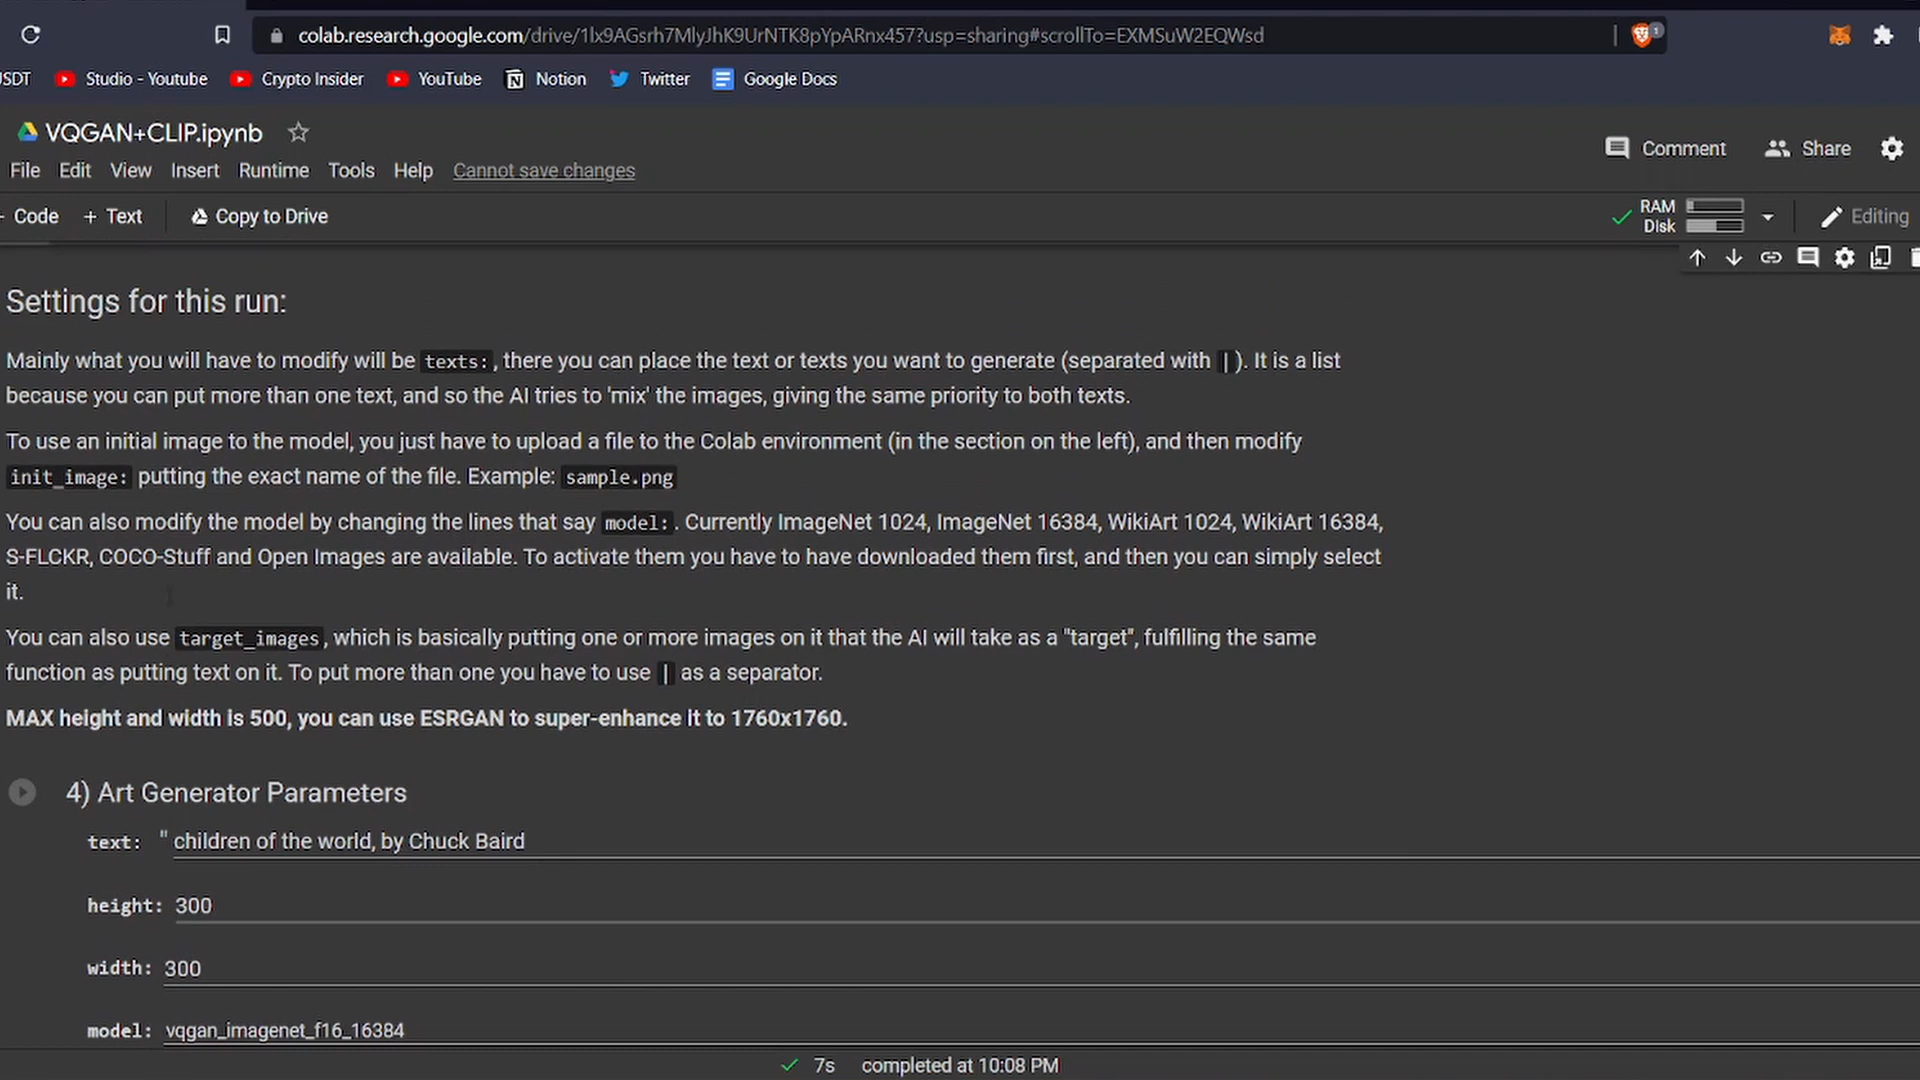 colab.research.google.com/drive/1lx9AGsrh7MlyJhK9UrNTK8pYpARnx457?usp=sharing#scrollTo=EXMSuW2EQWsd
1
Studio - Youtube Crypto Insider YouTube Notion Twitter Google Docs
VQGAN+CLIP.ipynb
Comment Share
File Edit View Insert Runtime Tools Help Cannot save changes
Code + Text Copy to Drive
RAM
Disk
Editing
Settings for this run:
Mainly what you will have to modify will be texts:, there you can place the text or texts you want to generate (separated with |). It is a list
because you can put more than one text, and so the AI tries to 'mix' the images, giving the same priority to both texts.
To use an initial image to the model, you just have to upload a file to the Colab environment (in the section on the left), and then modify
init_image: putting the exact name of the file. Example: sample.png
You can also modify the model by changing the lines that say model:. Currently ImageNet 1024, ImageNet 16384, WikiArt 1024, WikiArt 16384,
S-FLCKR, COCO-Stuff and Open Images are available. To activate them you have to have downloaded them first, and then you can simply select
it.
You can also use target_images, which is basically putting one or more images on it that the AI will take as a "target", fulfilling the same
function as putting text on it. To put more than one you have to use | as a separator.
MAX height and width is 500, you can use ESRGAN to super-enhance it to 1760x1760.
4) Art Generator Parameters
text: " children of the world, by Chuck Baird
height: 300
width: 300
model: vqgan_imagenet_f16_16384
7s completed at 10:08 PM